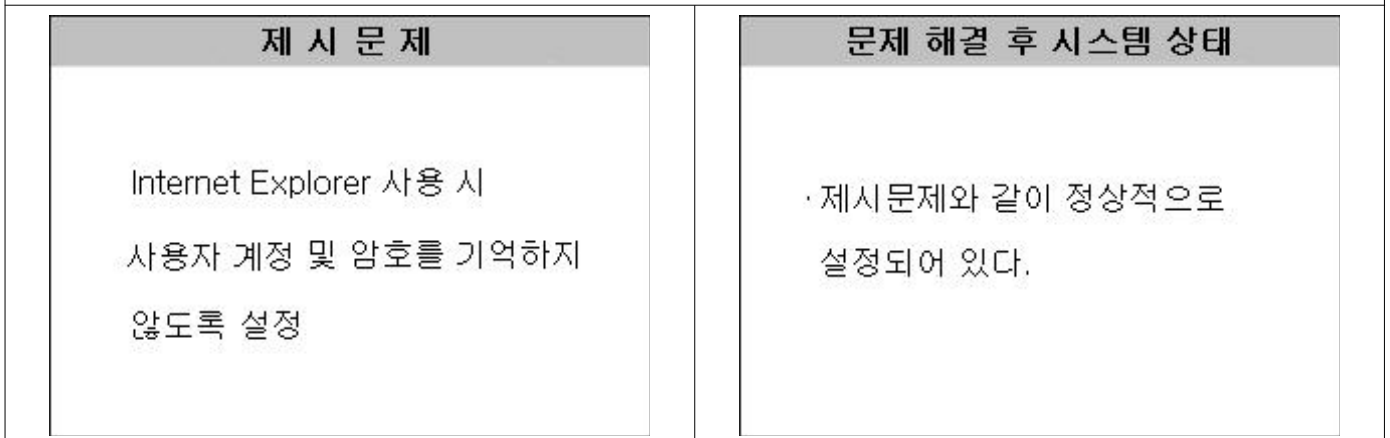 제 시 문 제
Internet Explorer 사용 시
사용자 계정 및 암호를 기억하지
않도록 설정
문제 해결 후 시스템 상태
· 제시문제와 같이 정상적으로
설정되어 있다.